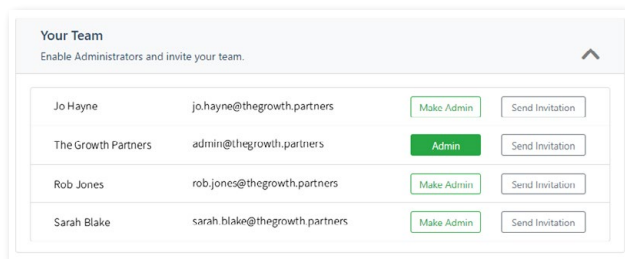 Your Team
Enable Administrators and invite your team.
Jo Hayne jo.hayne@thegrowth.partners Make Admin Send Invitation
The Growth Partners admin@thegrowth.partners Admin Send Invitation
Rob Jones rob.jones@thegrowth.partners Make Admin Send Invitation
Sarah Blake sarah.blake@thegrowth.partners Make Admin Send Invitation